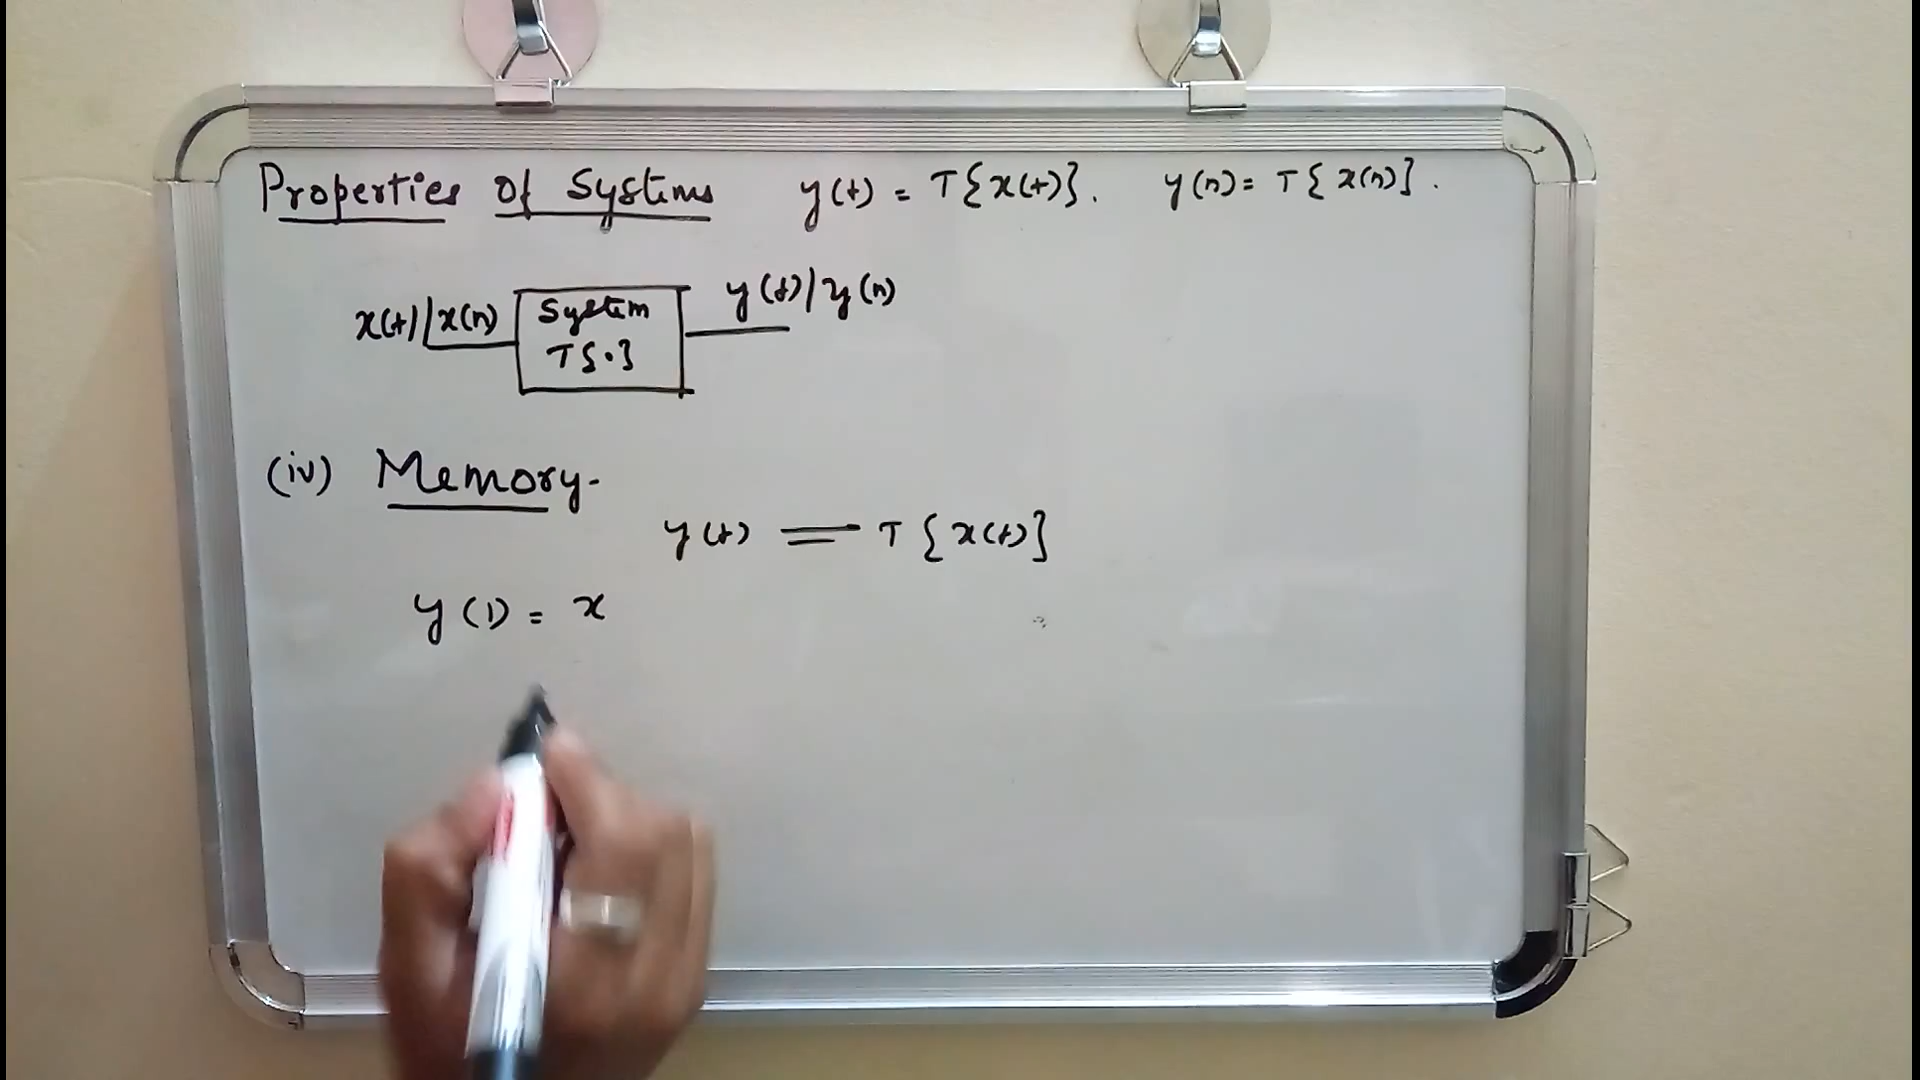 Properties of Systems y(t) = T{x(t)}. y(n) = T{x(n)}.
x(t)/x(n) System y(t)/y(n)
T{.}
(iv) Memory-
y(t) = T{x(t)}
y(1) = x